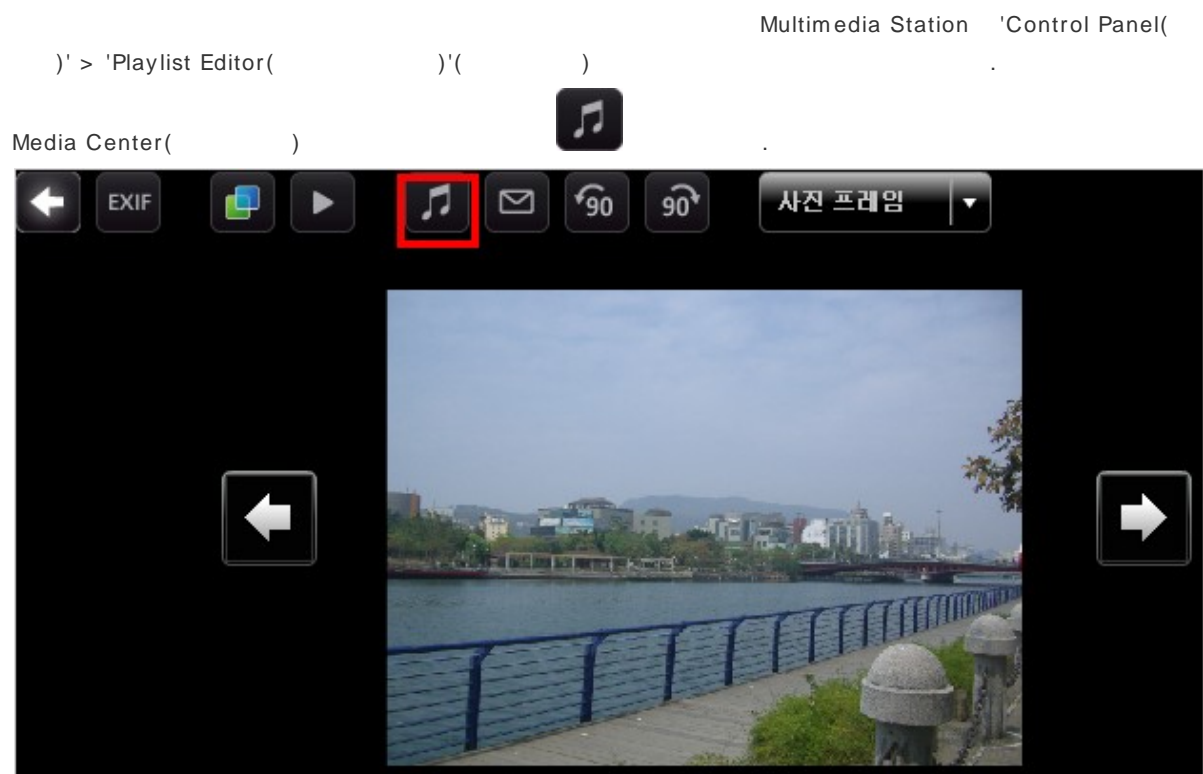 Multimedia Station 'Control Panel(
)' > 'Playlist Editor( )'( ) .
Media Center( ) .
EXIF 90 90 사진 프레임